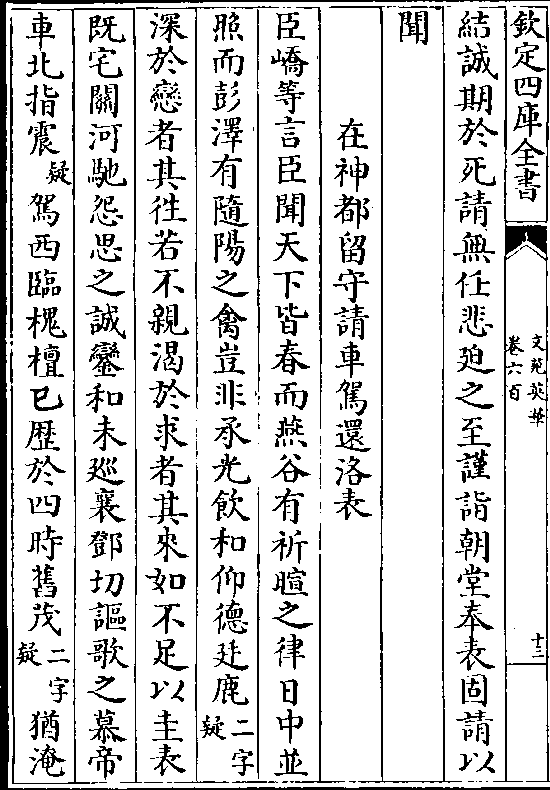 欽定四庫全書
文苑英華
卷六百
十二
結誠期於死請無任悲廹之至謹詣朝堂奉表固請以
聞
在神都留守請車駕還洛表
臣嶠等言臣聞天下皆春而燕谷有祈暄之律日中並
照而彭澤有隨陽之禽豈非承光飲和仰德廷鹿二字疑
深於戀者其徃若不親渴於求者其來如不足以圭表
既宅關河馳怨思之誠鑾和未廵襄鄧切謳歌之慕帝
車北指震疑駕西臨槐檀已歴於四時舊茂二字疑猶淹